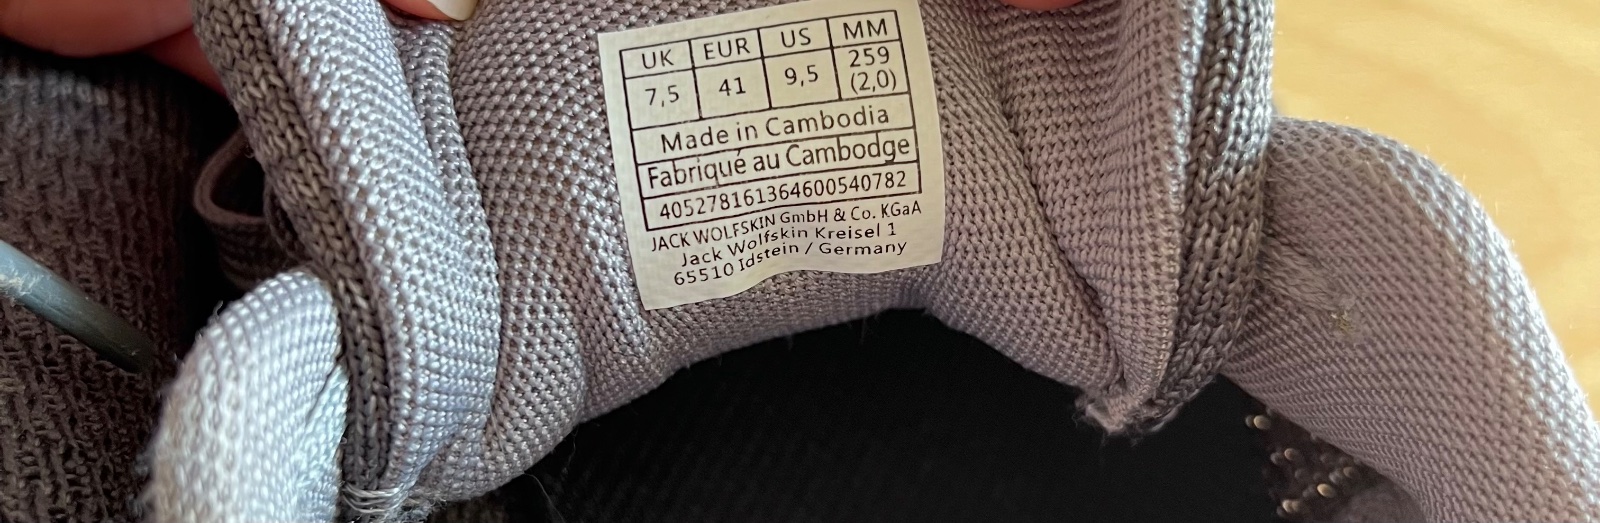 UK EUR US MM
7,5 41 9,5 259 (2,0)
Made in Cambodia
Fabriqué au Cambodge
405278161364600540782
JACK WOLFSKIN GmbH & Co. KGaA
Jack Wolfskin Kreisel 1
65510 Idstein / Germany